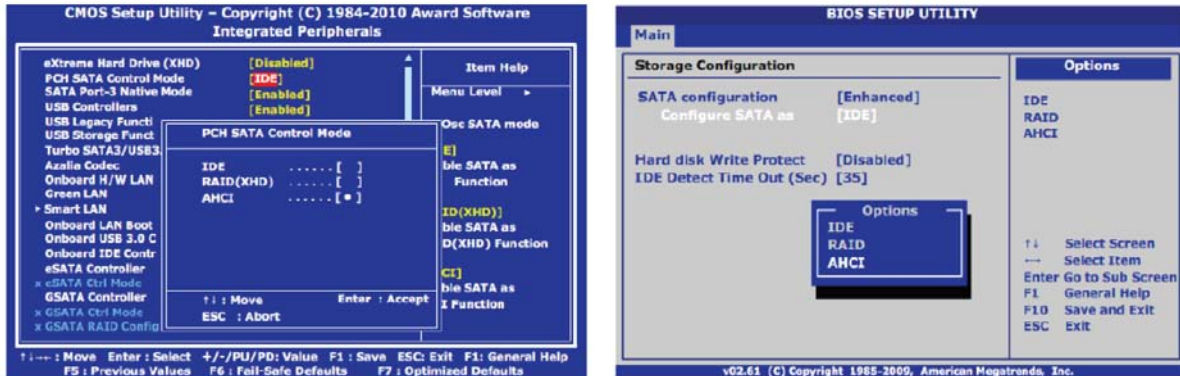 CMOS Setup Utility – Copyright (C) 1984-2010 Award Software
Integrated Peripherals
eXtreme Hard Drive (XHD) [Disabled]
PCH SATA Control Mode [IDE]
SATA Port-3 Native Mode [Enabled]
USB Controllers [Enabled]
USB Legacy Functi
USB Storage Funct
Turbo SATA3/USB3.
Azalia Codec
Onboard H/W LAN
Green LAN
Smart LAN
Onboard LAN Boot
Onboard USB 3.0 C
Onboard IDE Contr
eSATA Controller
x eSATA Ctrl Mode
GSATA Controller
x GSATA Ctrl Mode
x GSATA RAID Config
PCH SATA Control Mode
IDE ......[ ]
RAID(XHD) ......[ ]
AHCI ......[•]
↑↓ : Move Enter : Accept
ESC : Abort
Item Help
Menu Level ►
Osc SATA mode
E]
ble SATA as
Function
ID(XHD)]
ble SATA as
D(XHD) Function
CI]
ble SATA as
I Function
↑↓→← : Move Enter : Select +/-/PU/PD: Value F1 : Save ESC: Exit F1: General Help
F5 : Previous Values F6 : Fail-Safe Defaults F7 : Optimized Defaults
BIOS SETUP UTILITY
Main
Storage Configuration
SATA configuration [Enhanced]
Configure SATA as [IDE]
Hard disk Write Protect [Disabled]
IDE Detect Time Out (Sec) [35]
Options
IDE
RAID
AHCI
Options
IDE
RAID
AHCI
↑↓ Select Screen
←→ Select Item
Enter Go to Sub Screen
F1 General Help
F10 Save and Exit
ESC Exit
v02.61 (C) Copyright 1985-2009, American Megatrends, Inc.